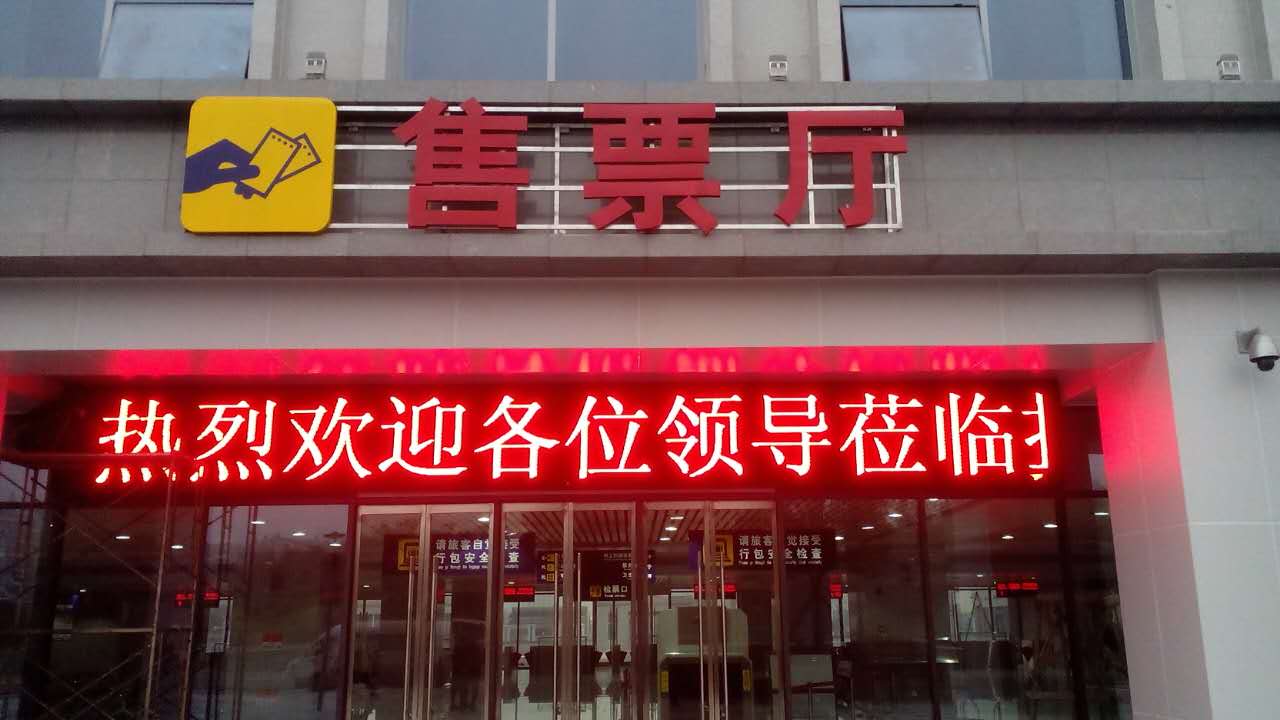 售票厅
热烈欢迎各位领导莅临
请旅客自觉接受
行包安全检查
请旅客自觉接受
行包安全检查
检票口